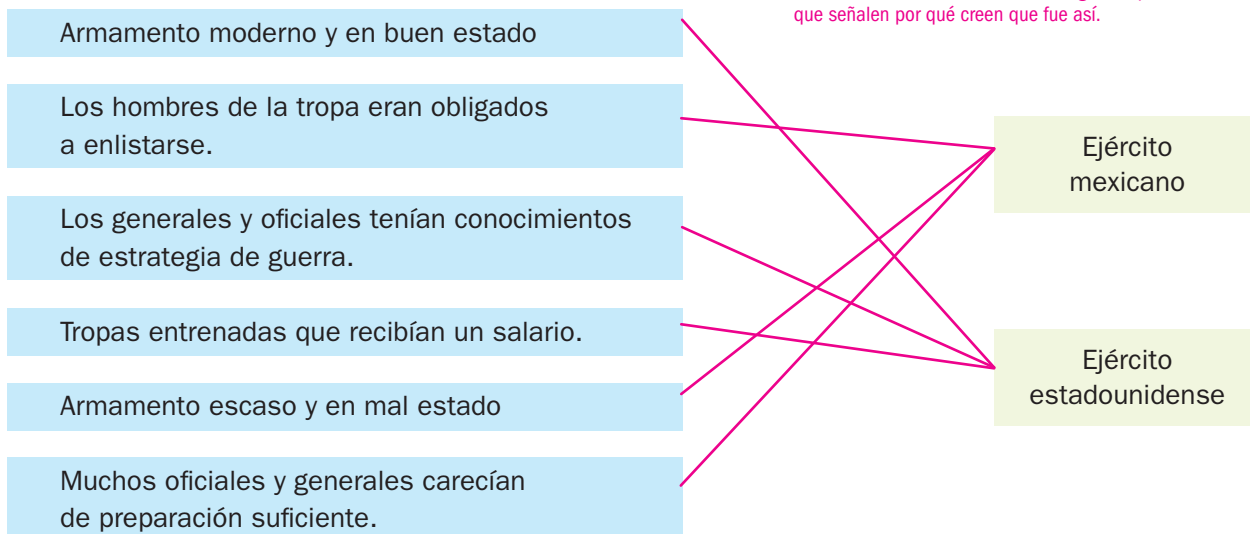 que señalen por qué creen que fue así.
Armamento moderno y en buen estado
Los hombres de la tropa eran obligados
a enlistarse.
Los generales y oficiales tenían conocimientos
de estrategia de guerra.
Tropas entrenadas que recibían un salario.
Armamento escaso y en mal estado
Muchos oficiales y generales carecían
de preparación suficiente.
Ejército
mexicano
Ejército
estadounidense